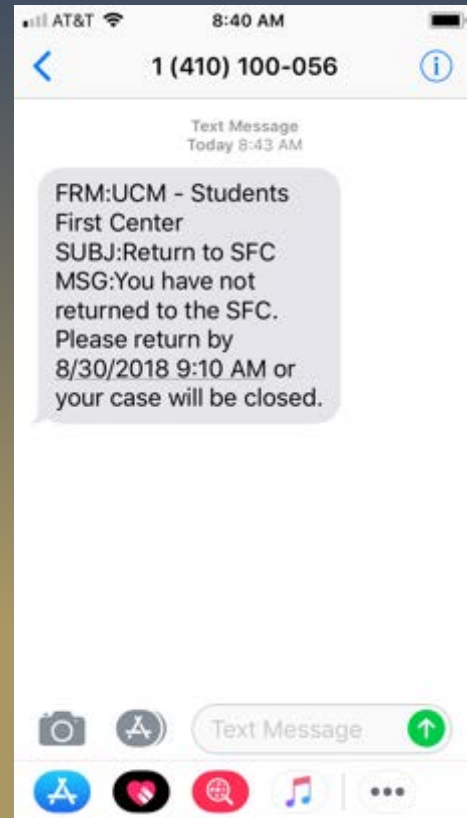 AT&T 8:40 AM
1 (410) 100-056
Text Message
Today 8:43 AM
FRM:UCM - Students
First Center
SUBJ:Return to SFC
MSG:You have not
returned to the SFC.
Please return by
8/30/2018 9:10 AM or
your case will be closed.
Text Message